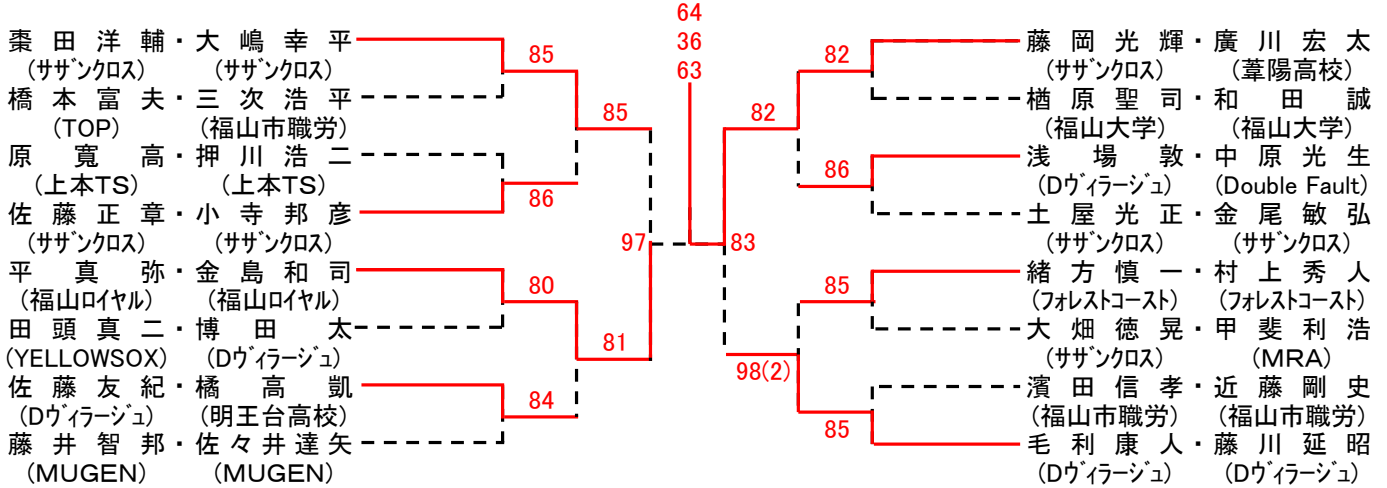 64
36
63
棗田洋輔・大嶋幸平
(サザンクロス) (サザンクロス)
橋本富夫・三次浩平
(TOP) (福山市職労)
原寛高・押川浩二
(上本TS) (上本TS)
佐藤正章・小寺邦彦
(サザンクロス) (サザンクロス)
平真弥・金島和司
(福山ロイヤル) (福山ロイヤル)
田頭真二・博田太
(YELLOWSOX) (Dヴィラージュ)
佐藤友紀・橘高凱
(Dヴィラージュ) (明王台高校)
藤井智邦・佐々井達矢
(MUGEN) (MUGEN)
85
86
80
84
85
81
97
83
82
98(2)
82
86
85
85
藤岡光輝・廣川宏太
(サザンクロス) (葦陽高校)
楢原聖司・和田誠
(福山大学) (福山大学)
浅場敦・中原光生
(Dヴィラージュ) (Double Fault)
土屋光正・金尾敏弘
(サザンクロス) (サザンクロス)
緒方慎一・村上秀人
(フォレストコースト) (フォレストコースト)
大畑徳晃・甲斐利浩
(サザンクロス) (MRA)
濱田信孝・近藤剛史
(福山市職労) (福山市職労)
毛利康人・藤川延昭
(Dヴィラージュ) (Dヴィラージュ)